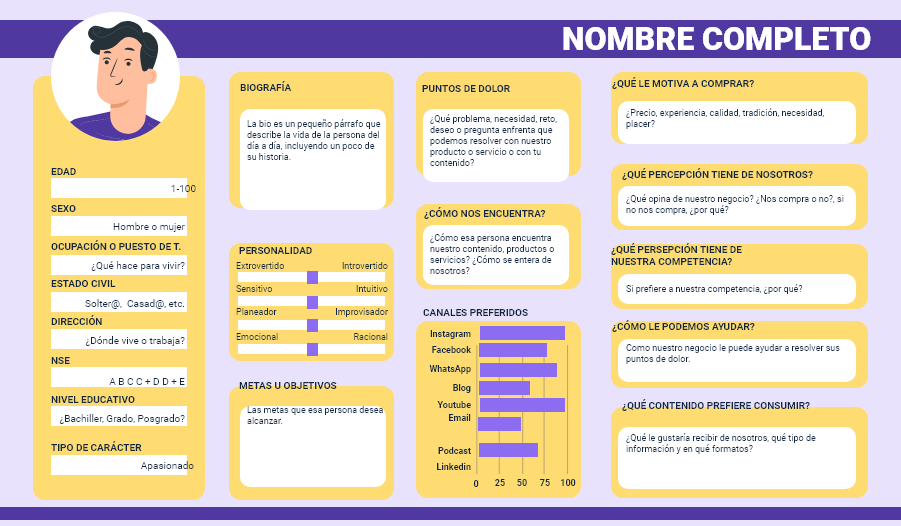 NOMBRE COMPLETO
EDAD
1-100
SEXO
Hombre o mujer
OCUPACIÓN O PUESTO DE T.
¿Qué hace para vivir?
ESTADO CIVIL
Solter@, Casad@, etc.
DIRECCIÓN
¿Dónde vive o trabaja?
NSE
A B C C + D D + E
NIVEL EDUCATIVO
¿Bachiller, Grado, Posgrado?
TIPO DE CARÁCTER
Apasionado
BIOGRAFÍA
La bio es un pequeño párrafo que
describe la vida de la persona del
día a día, incluyendo un poco de
su historia.
PERSONALIDAD
Extrovertido Introvertido
Sensitivo Intuitivo
Planeador Improvisador
Emocional Racional
METAS U OBJETIVOS
Las metas que esa persona desea
alcanzar.
PUNTOS DE DOLOR
¿Qué problema, necesidad, reto,
deseo o pregunta enfrenta que
podemos resolver con nuestro
producto o servicio o con tu
contenido?
¿CÓMO NOS ENCUENTRA?
¿Cómo esa persona encuentra
nuestro contenido, productos o
servicios? ¿Cómo se entera de
nosotros?
CANALES PREFERIDOS
Instagram
Facebook
WhatsApp
Blog
Youtube
Email
Podcast
Linkedin
0 25 50 75 100
¿QUÉ LE MOTIVA A COMPRAR?
¿Precio, experiencia, calidad, tradición, necesidad,
placer?
¿QUÉ PERCEPCIÓN TIENE DE NOSOTROS?
¿Qué opina de nuestro negocio? ¿Nos compra o no?, si
no nos compra, ¿por qué?
¿QUÉ PERSEPCIÓN TIENE DE
NUESTRA COMPETENCIA?
Si prefiere a nuestra competencia, ¿por qué?
¿CÓMO LE PODEMOS AYUDAR?
Como nuestro negocio le puede ayudar a resolver sus
puntos de dolor.
¿QUÉ CONTENIDO PREFIERE CONSUMIR?
¿Qué le gustaría recibir de nosotros, qué tipo de
información y en qué formatos?